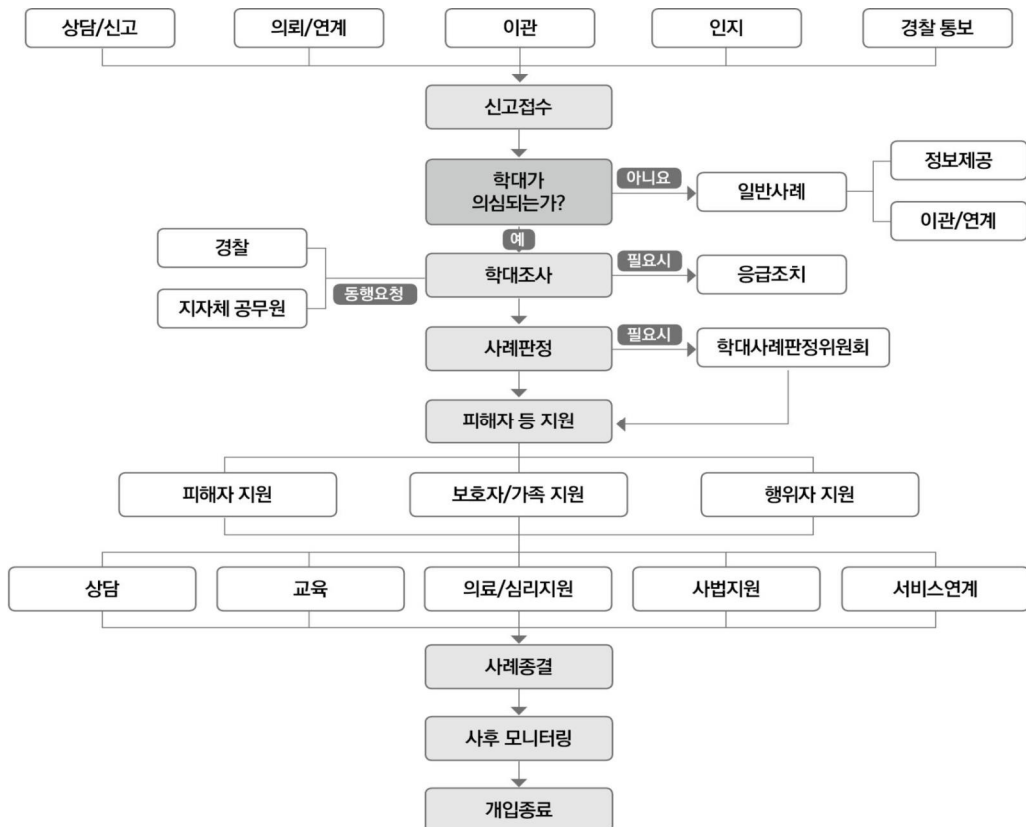 상담/신고
의뢰/연계
이관
인지
경찰 통보
신고접수
학대가
의심되는가?
아니요
일반사례
정보제공
이관/연계
예
경찰
지자체 공무원
동행요청
학대조사
필요시
응급조치
사례판정
필요시
학대사례판정위원회
피해자 등 지원
피해자 지원
보호자/가족 지원
행위자 지원
상담
교육
의료/심리지원
사법지원
서비스연계
사례종결
사후 모니터링
개입종료